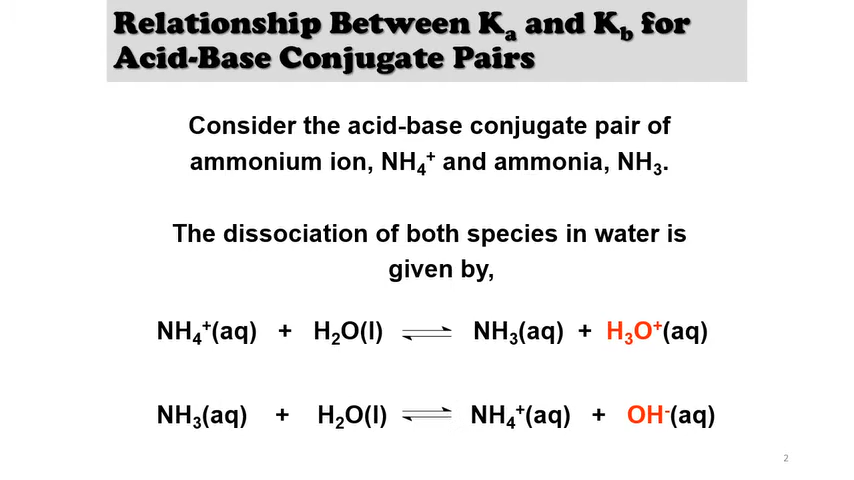 Relationship Between Kₐ and K_b for
Acid-Base Conjugate Pairs
Consider the acid-base conjugate pair of
ammonium ion, NH₄⁺ and ammonia, NH₃.
The dissociation of both species in water is
given by,
NH₄⁺(aq) + H₂O(l) ⇌ NH₃(aq) + H₃O⁺(aq)
NH₃(aq) + H₂O(l) ⇌ NH₄⁺(aq) + OH⁻(aq)
2